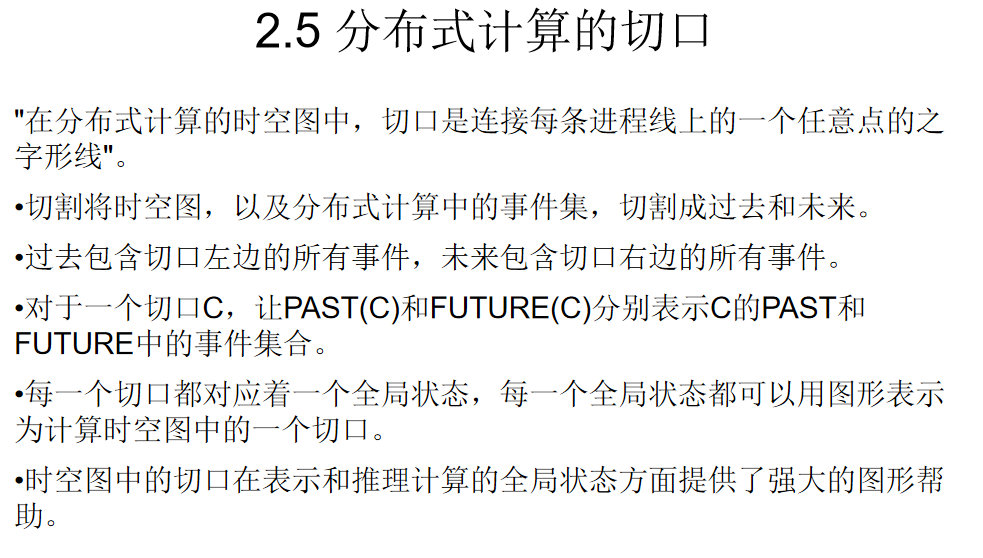 2.5 分布式计算的切口
"在分布式计算的时空图中，切口是连接每条进程线上的一个任意点的之
字形线"。
•切割将时空图，以及分布式计算中的事件集，切割成过去和未来。
•过去包含切口左边的所有事件，未来包含切口右边的所有事件。
•对于一个切口C，让PAST(C)和FUTURE(C)分别表示C的PAST和
FUTURE中的事件集合。
•每一个切口都对应着一个全局状态，每一个全局状态都可以用图形表示
为计算时空图中的一个切口。
•时空图中的切口在表示和推理计算的全局状态方面提供了强大的图形帮
助。